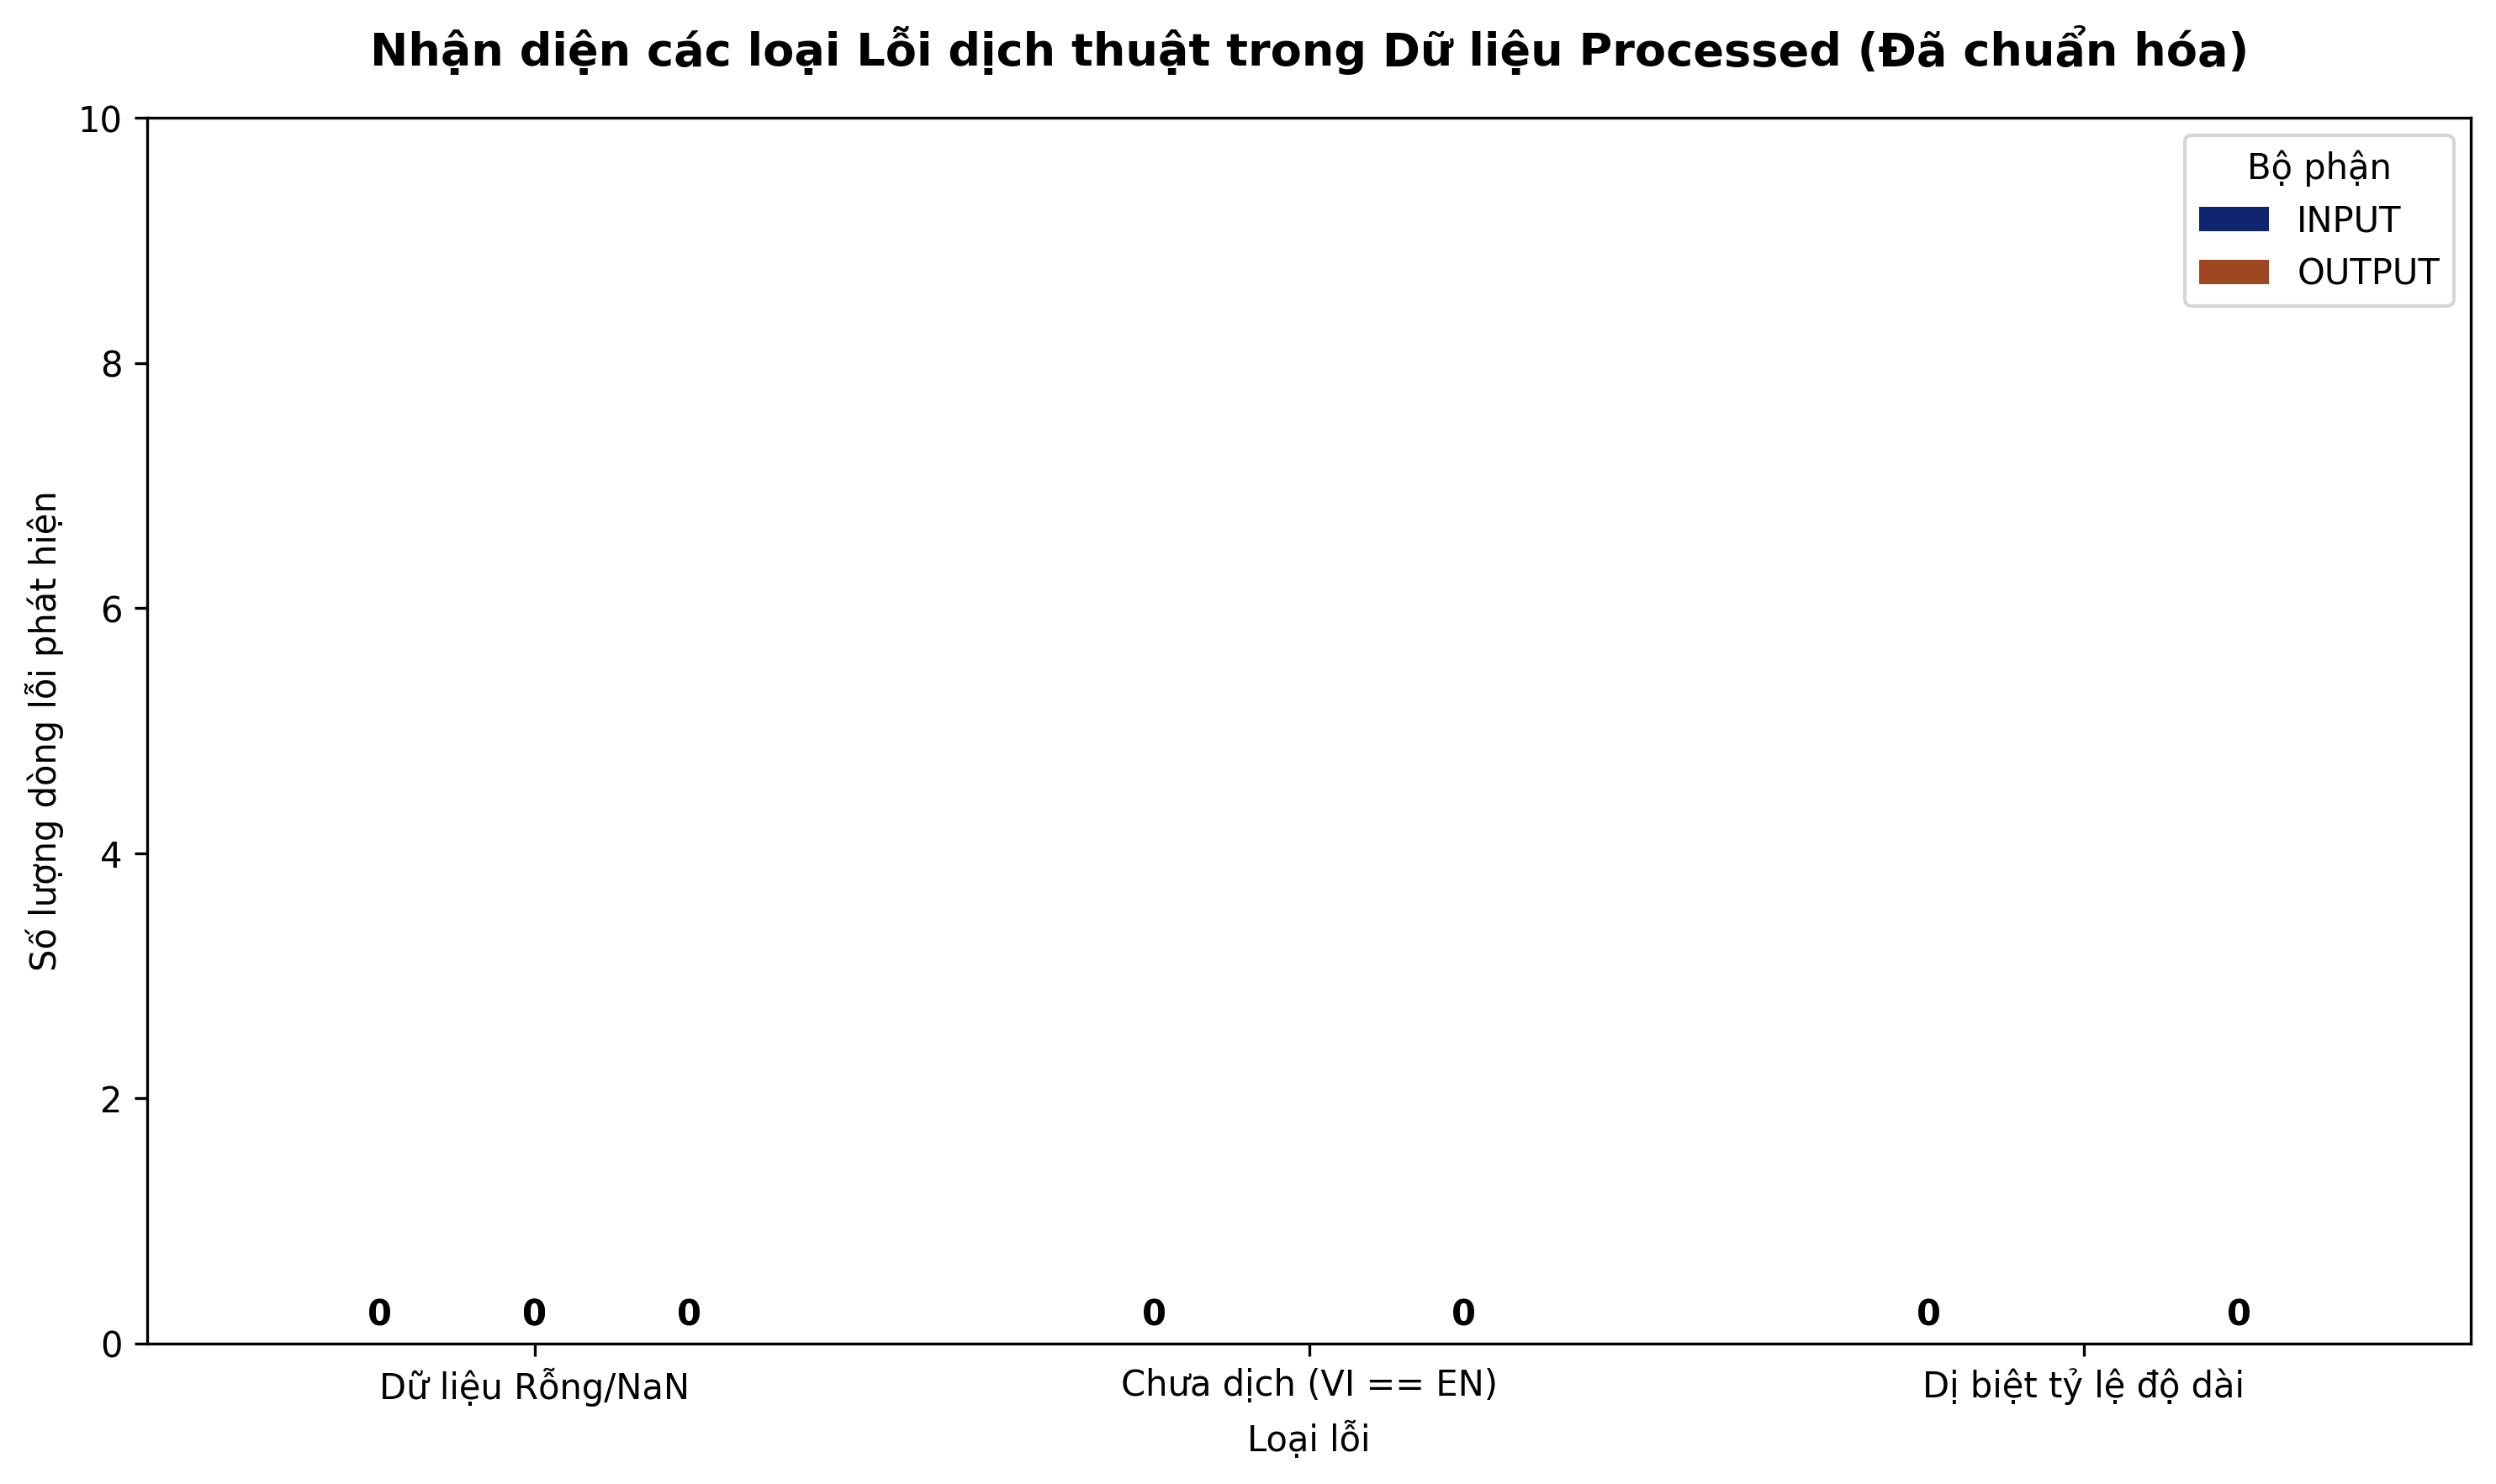 Nhận diện các loại Lỗi dịch thuật trong Dữ liệu Processed (Đã chuẩn hóa)
Số lượng dòng lỗi phát hiện
10
8
6
4
2
0
Bộ phận
INPUT
OUTPUT
0 0 0 0 0 0 0
Dữ liệu Rỗng/NaN
Chưa dịch (VI == EN)
Dị biệt tỷ lệ độ dài
Loại lỗi